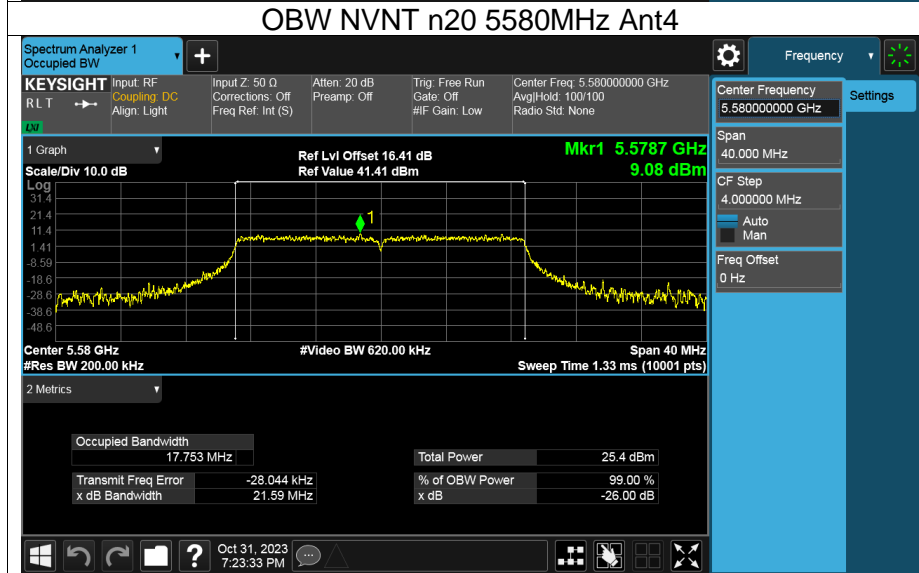 OBW NVNT n20 5580MHz Ant4
Spectrum Analyzer 1
Occupied BW
+
Frequency
KEYSIGHT
RLT
LXI
Input: RF
Coupling: DC
Align: Light
Input Z: 50 Ω
Corrections: Off
Freq Ref: Int (S)
Atten: 20 dB
Preamp: Off
Trig: Free Run
Gate: Off
#IF Gain: Low
Center Freq: 5.580000000 GHz
Avg|Hold: 100/100
Radio Std: None
Center Frequency
5.580000000 GHz
Settings
Span
40.000 MHz
CF Step
4.000000 MHz
Auto
Man
Freq Offset
0 Hz
1 Graph
Scale/Div 10.0 dB
Ref Lvl Offset 16.41 dB
Ref Value 41.41 dBm
Mkr1 5.5787 GHz
9.08 dBm
Log
31.4
21.4
11.4
1.41
-8.59
-18.6
-28.6
-38.6
-48.6
1
Center 5.58 GHz
#Res BW 200.00 kHz
#Video BW 620.00 kHz
Span 40 MHz
Sweep Time 1.33 ms (10001 pts)
2 Metrics
Occupied Bandwidth
17.753 MHz
Total Power 25.4 dBm
Transmit Freq Error -28.044 kHz
% of OBW Power 99.00 %
x dB Bandwidth 21.59 MHz
x dB -26.00 dB
?
Oct 31, 2023
7:23:33 PM